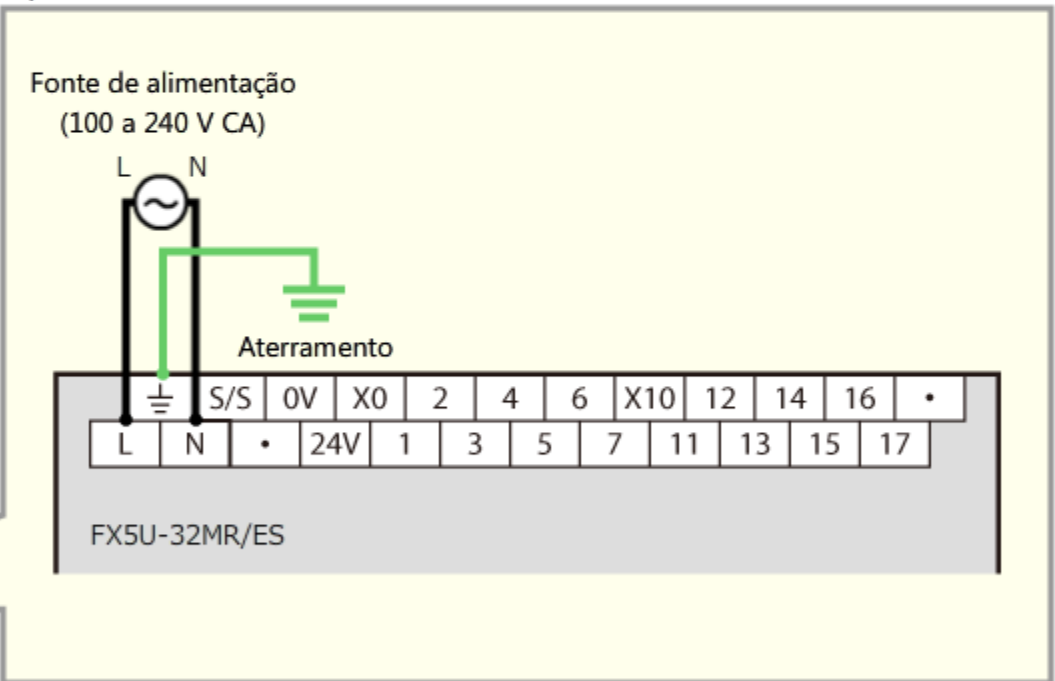 Fonte de alimentação
(100 a 240 V CA)
L N
Aterramento
S/S 0V X0 2 4 6 X10 12 14 16 •
L N • 24V 1 3 5 7 11 13 15 17
FX5U-32MR/ES